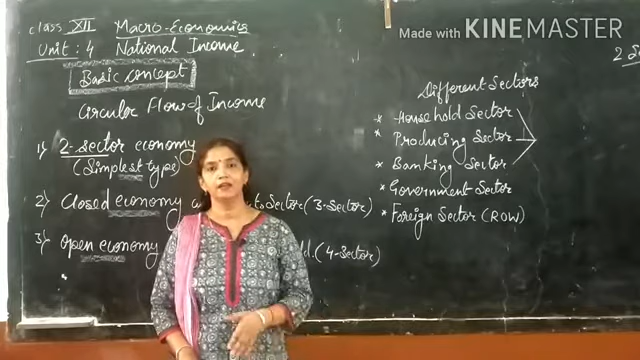 Made with KINEMASTER
class XII Macro-Economics
Unit : 4 National Income
Basic concept
Circular Flow of Income
1) 2-sector economy
(Simplest type)
2) Closed economy sector (3-Sector)
3) Open economy (4-Sector)
Different Sectors
* Household Sector
* Producing Sector
* Banking Sector
* Government Sector
* Foreign Sector (ROW)
2